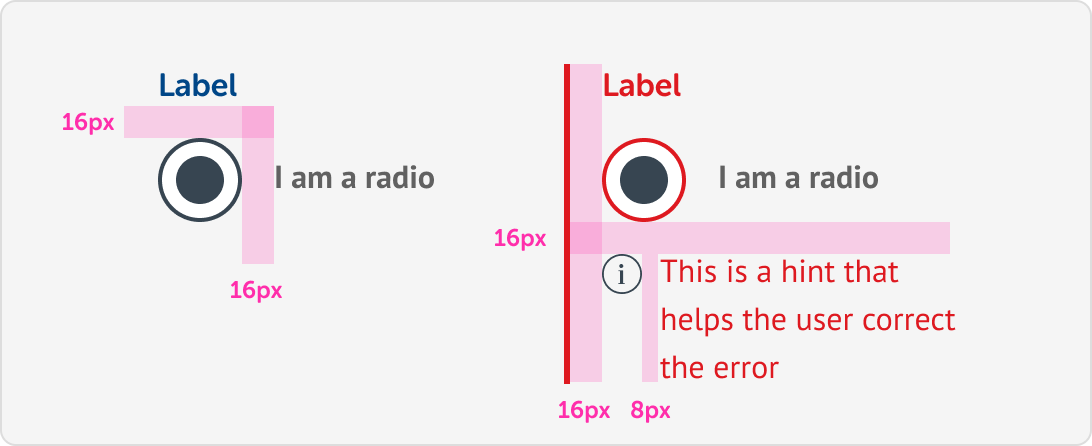 Label
16px
I am a radio
16px
Label
I am a radio
16px
i
This is a hint that
helps the user correct
the error
16px
8px